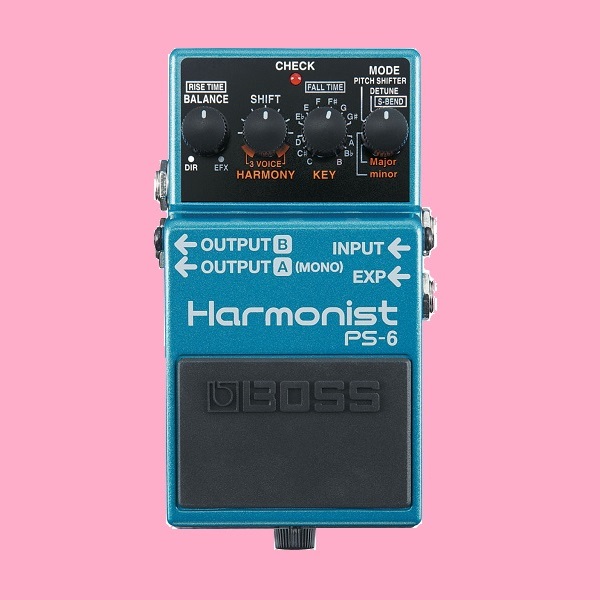 CHECK
RISE TIME
BALANCE
DIR
EFX
SHIFT
3 VOICE
HARMONY
FALL TIME
E♭ E F F# G G#
D A
C# B♭
C B
KEY
MODE
PITCH SHIFTER
DETUNE
S-BEND
Major
minor
OUTPUT B
OUTPUT A (MONO)
INPUT
EXP
Harmonist
PS-6
BOSS